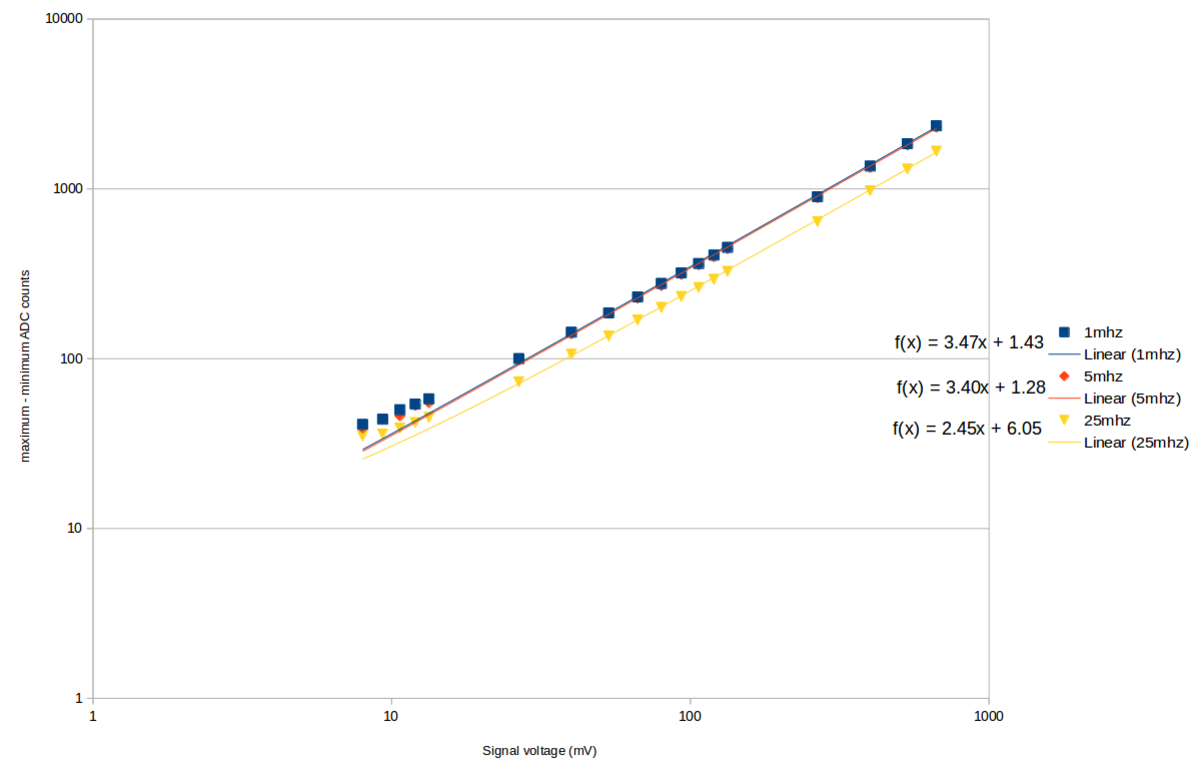 10000
1000
100
10
1
1
10
100
1000
maximum - minimum ADC counts
Signal voltage (mV)
f(x) = 3.47x + 1.43
f(x) = 3.40x + 1.28
f(x) = 2.45x + 6.05
1mhz
Linear (1mhz)
5mhz
Linear (5mhz)
25mhz
Linear (25mhz)